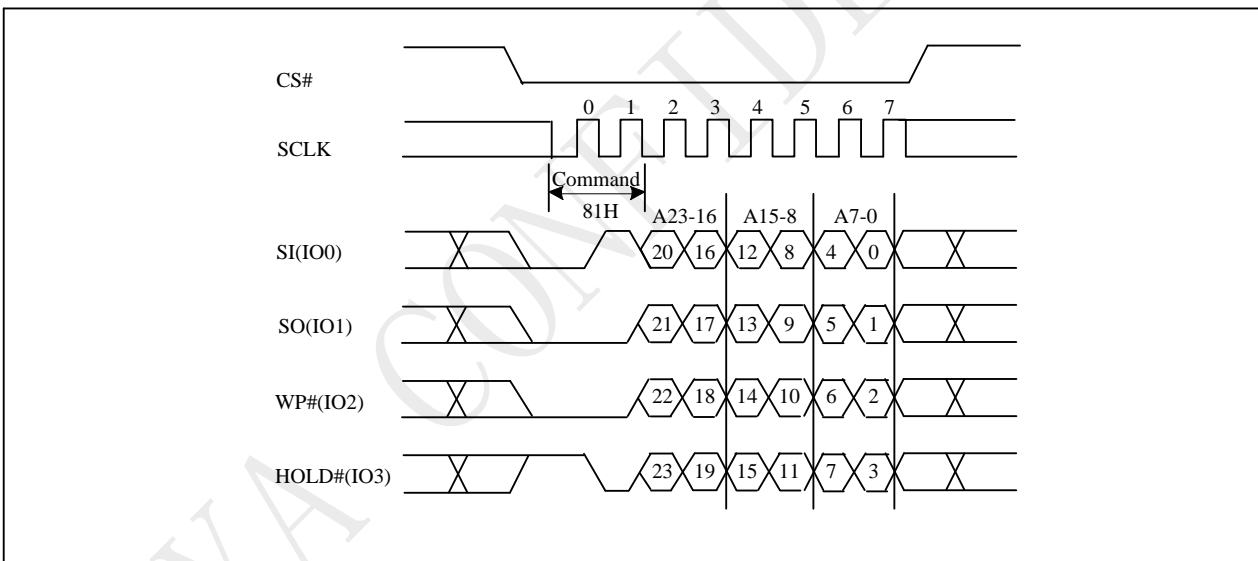 CS#
0 1 2 3 4 5 6 7
SCLK
Command
81H
A23-16 A15-8 A7-0
SI(IO0) 20 16 12 8 4 0
SO(IO1) 21 17 13 9 5 1
WP#(IO2) 22 18 14 10 6 2
HOLD#(IO3) 23 19 15 11 7 3